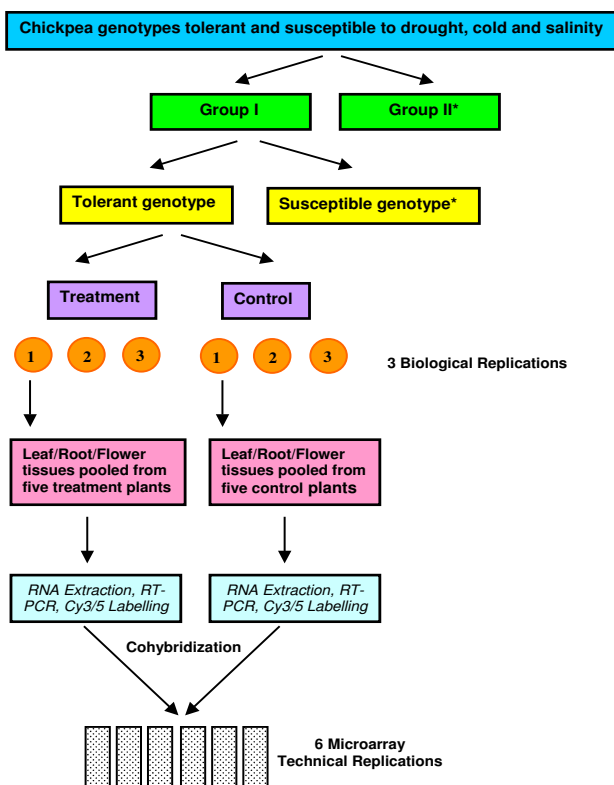 Chickpea genotypes tolerant and susceptible to drought, cold and salinity
Group I
Group II*
Tolerant genotype
Susceptible genotype*
Treatment
Control
1 2 3
1 2 3
3 Biological Replications
Leaf/Root/Flower
tissues pooled from
five treatment plants
Leaf/Root/Flower
tissues pooled from
five control plants
RNA Extraction, RT-
PCR, Cy3/5 Labelling
RNA Extraction, RT-
PCR, Cy3/5 Labelling
Cohybridization
6 Microarray
Technical Replications